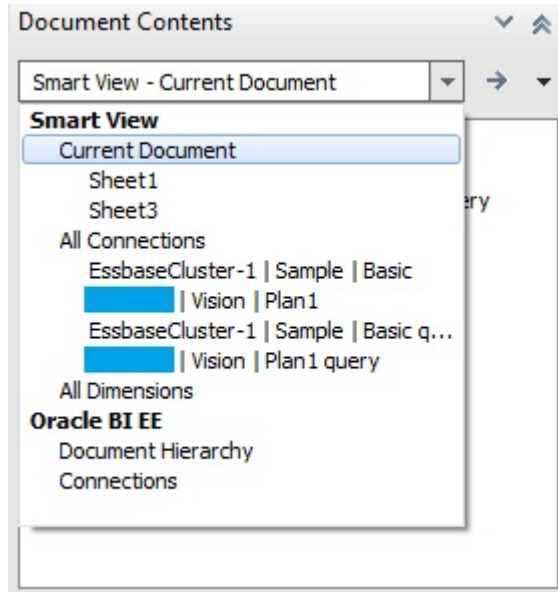 Document Contents
Smart View - Current Document
Smart View
Current Document
Sheet1
Sheet3
ery
All Connections
EssbaseCluster-1 | Sample | Basic
| Vision | Plan1
EssbaseCluster-1 | Sample | Basic q...
| Vision | Plan1 query
All Dimensions
Oracle BI EE
Document Hierarchy
Connections